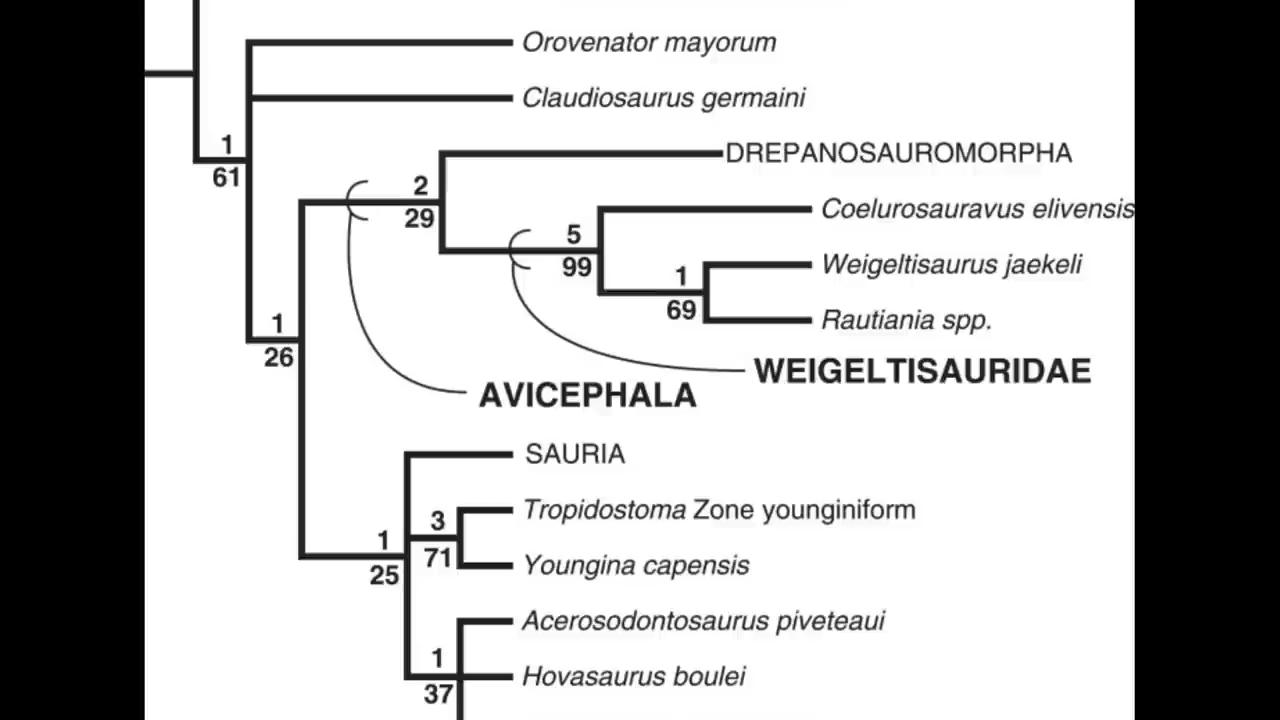 Orovenator mayorum
Claudiosaurus germaini
1
61
DREPANOSAUROMORPHA
2
29
Coelurosauravus elivensis
5
99
Weigeltisaurus jaekeli
1
69
Rautiania spp.
1
26
WEIGELTISAURIDAE
AVICEPHALA
SAURIA
Tropidostoma Zone younginiform
3
71
1
25
Youngina capensis
Acerosodontosaurus piveteaui
1
37
Hovasaurus boulei